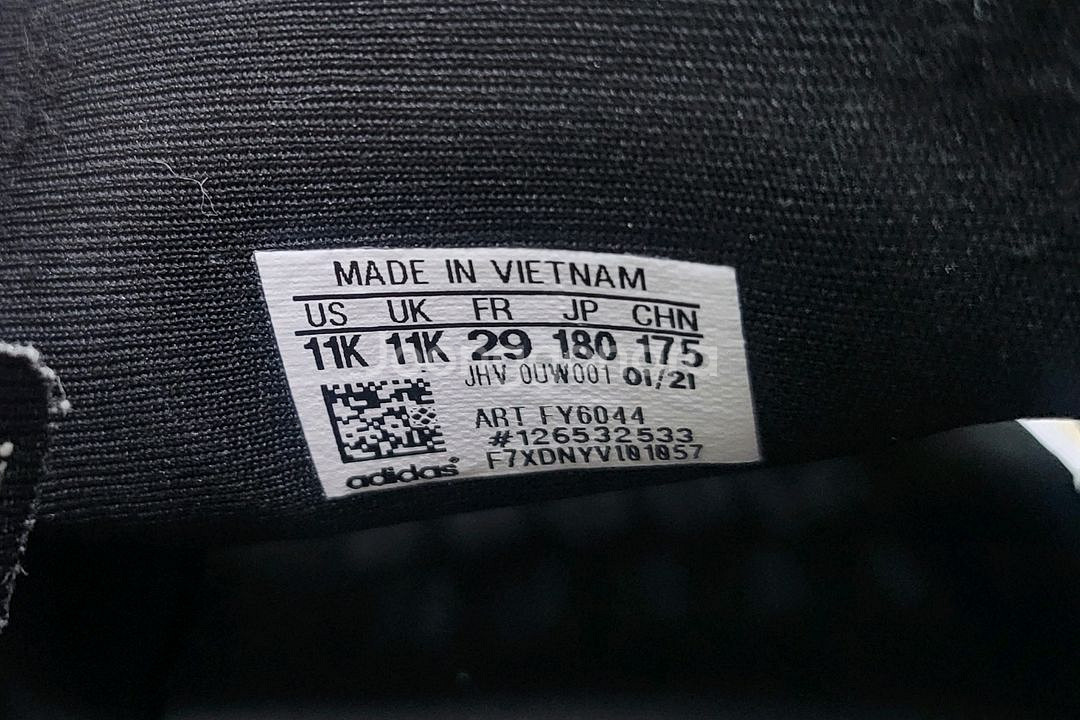 MADE IN VIETNAM
US UK FR JP CHN
11K 11K 29 180 175
JHV 0UW001 01/21
ART FY6044
#126532533
F7XDNYV101057
adidas